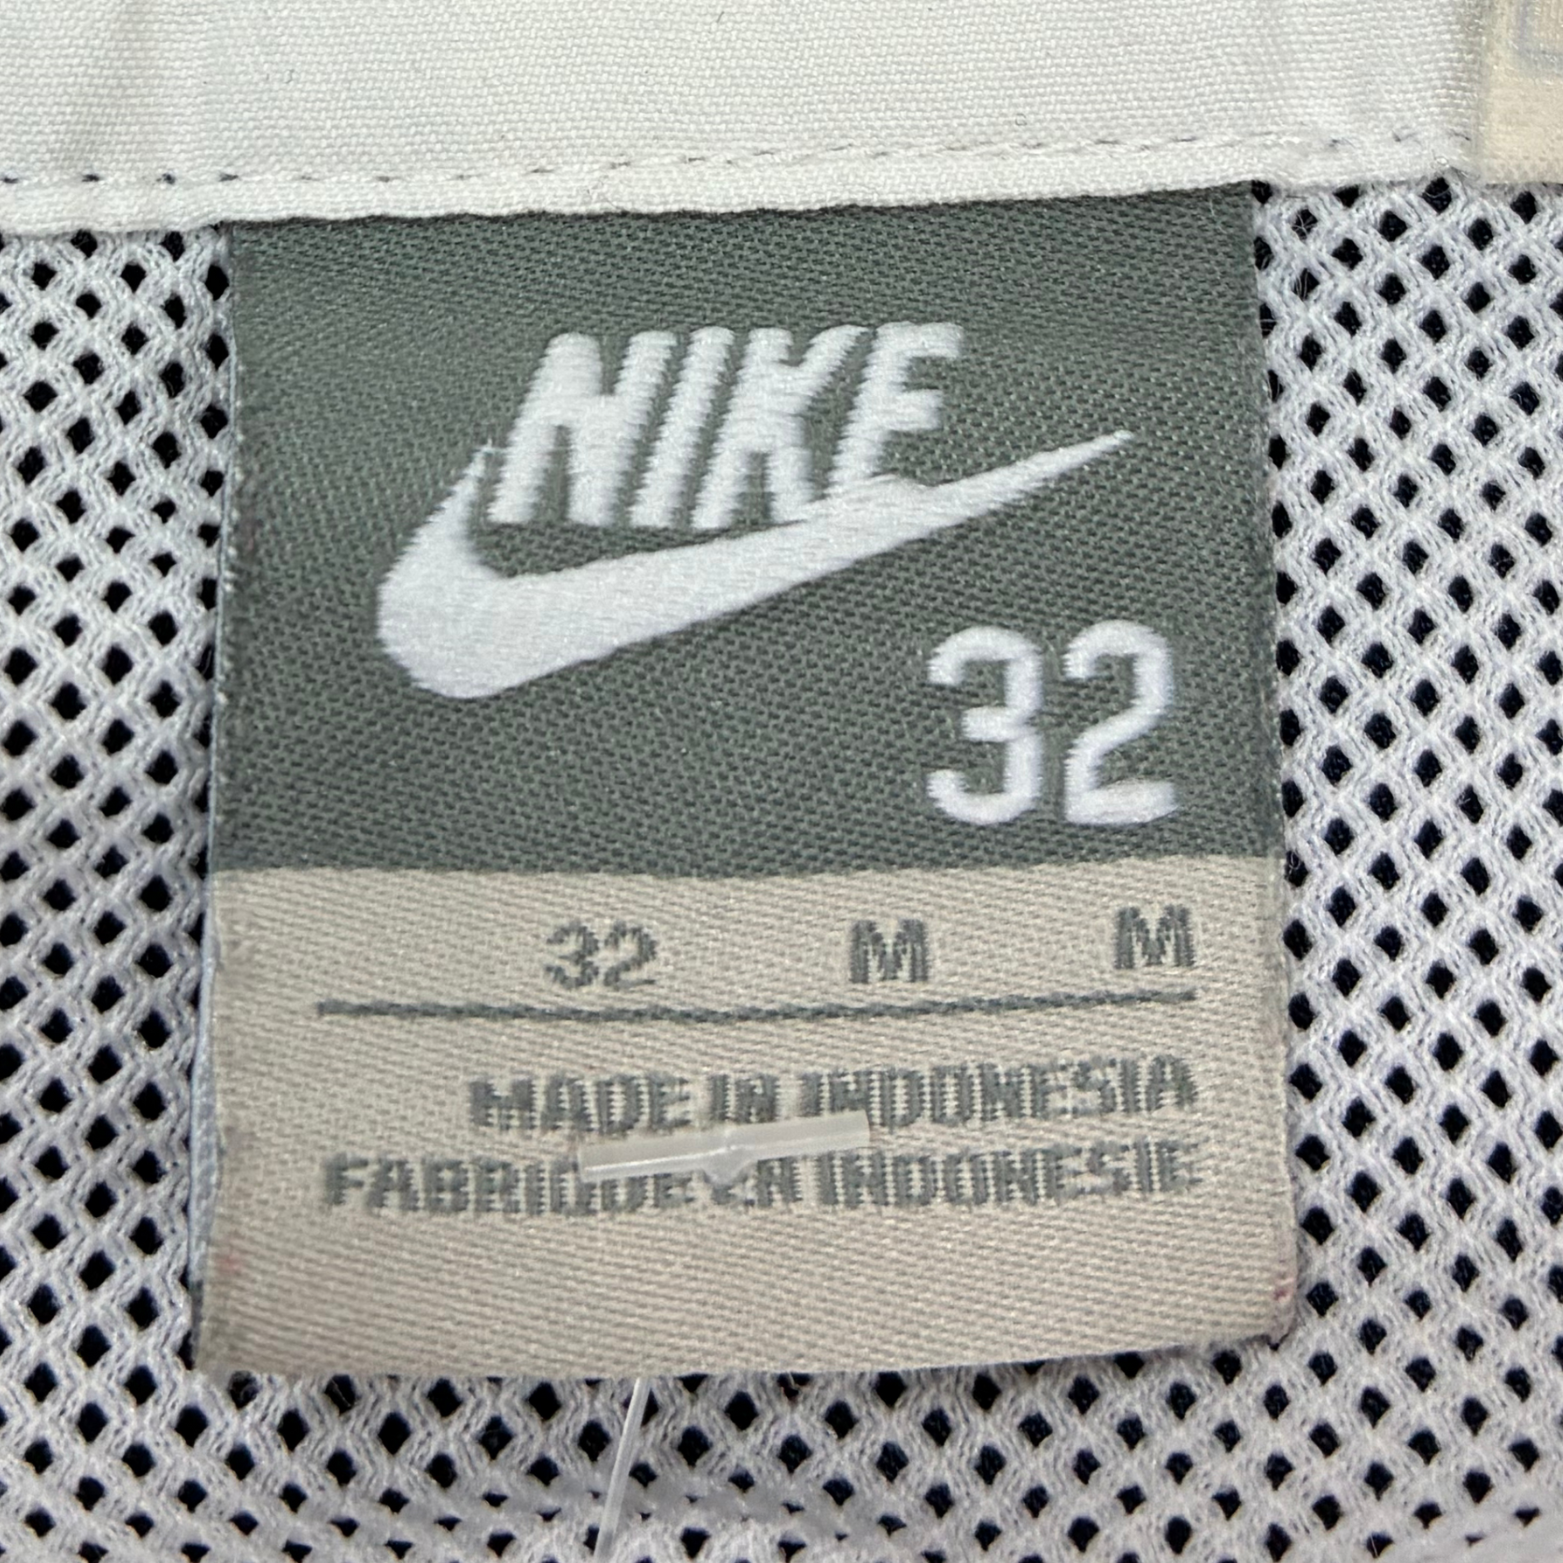 NIKE
32
32 M M
MADE IN INDONESIA
FABRIQUE EN INDONESIE